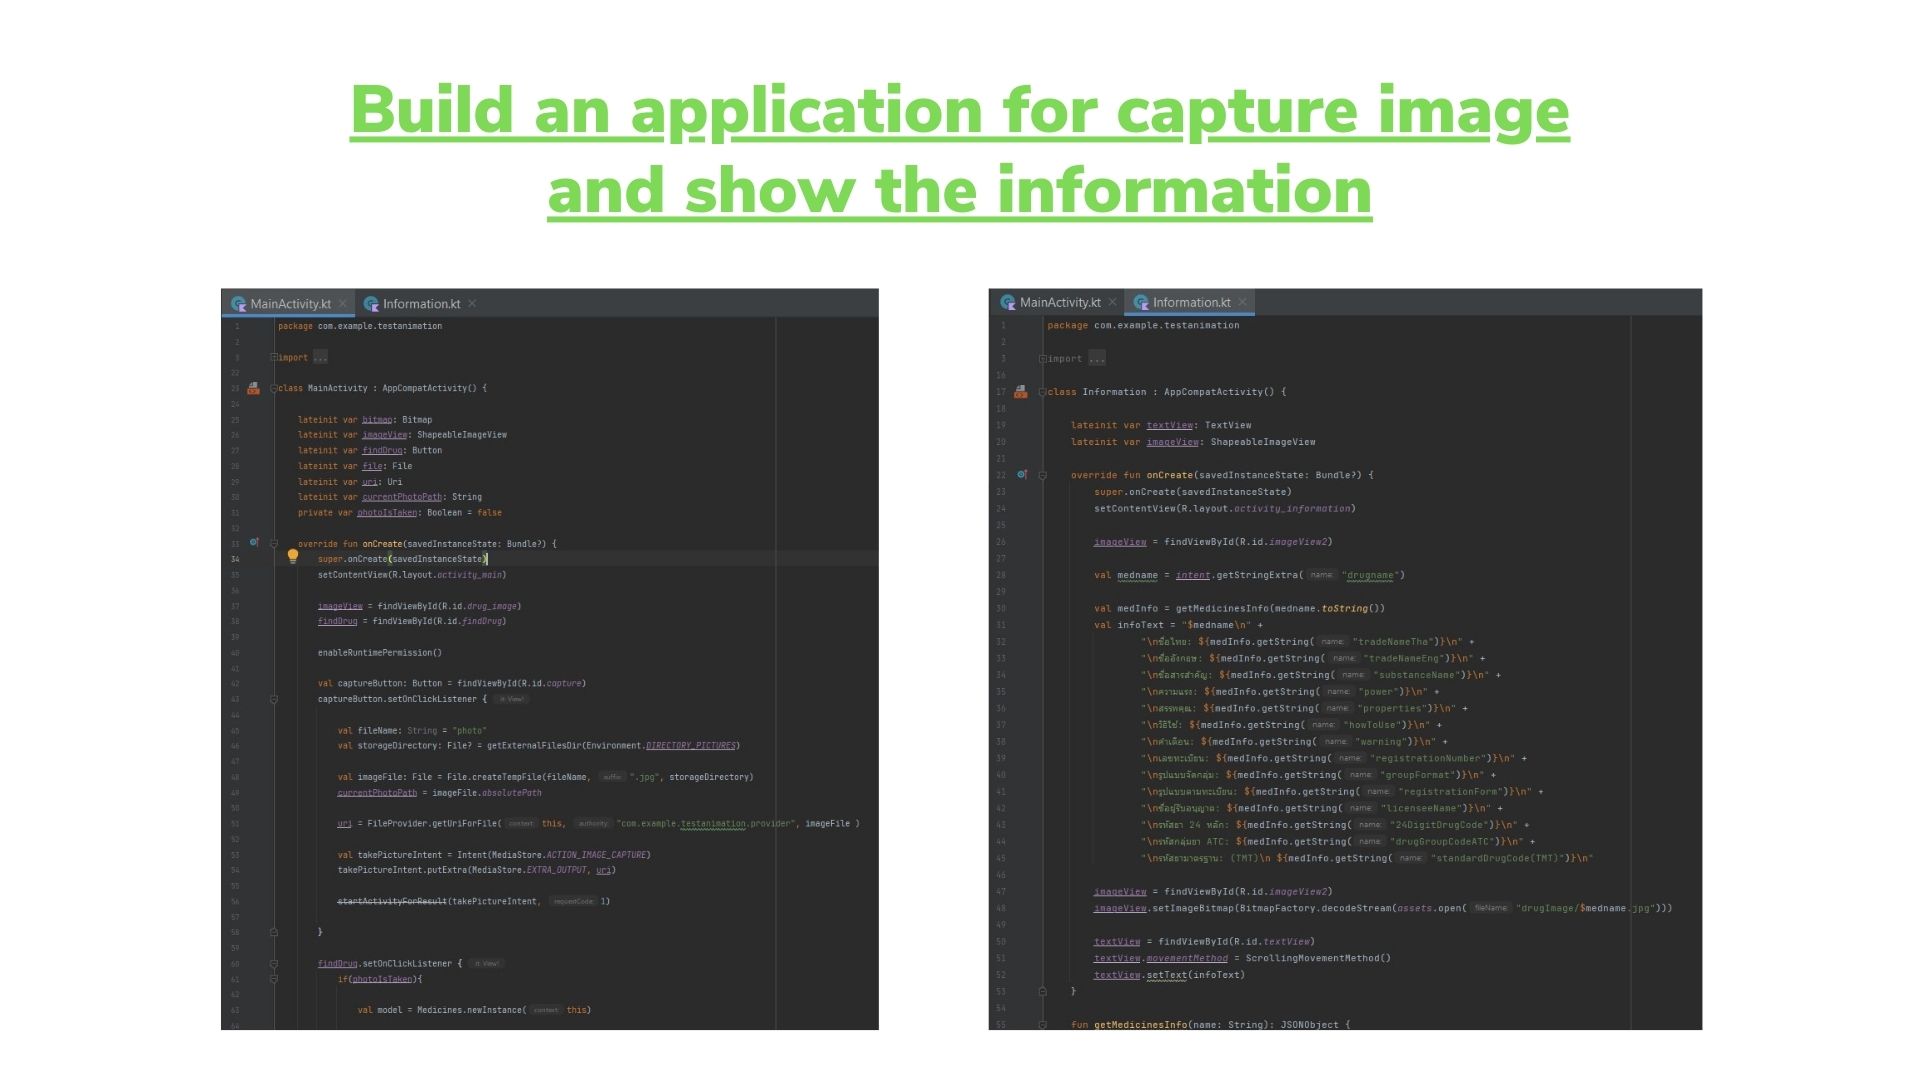 Build an application for capture image
and show the information
MainActivity.kt
Information.kt
1 package com.example.testanimation
2
3 import ...
22
23 class MainActivity : AppCompatActivity() {
24
25 lateinit var bitmap: Bitmap
26 lateinit var imageView: ShapeableImageView
27 lateinit var findDrug: Button
28 lateinit var file: File
29 lateinit var uri: Uri
30 lateinit var currentPhotoPath: String
31 private var photoIsTaken: Boolean = false
32
33 override fun onCreate(savedInstanceState: Bundle?) {
34 super.onCreate(savedInstanceState)
35 setContentView(R.layout.activity_main)
36
37 imageView = findViewById(R.id.drug_image)
38 findDrug = findViewById(R.id.findDrug)
39
40 enableRuntimePermission()
41
42 val captureButton: Button = findViewById(R.id.capture)
43 captureButton.setOnClickListener { it: View!
44
45 val fileName: String = "photo"
46 val storageDirectory: File? = getExternalFilesDir(Environment.DIRECTORY_PICTURES)
47
48 val imageFile: File = File.createTempFile(fileName, suffix: ".jpg", storageDirectory)
49 currentPhotoPath = imageFile.absolutePath
50
51 uri = FileProvider.getUriForFile( context: this, authority: "com.example.testanimation.provider", imageFile )
52
53 val takePictureIntent = Intent(MediaStore.ACTION_IMAGE_CAPTURE)
54 takePictureIntent.putExtra(MediaStore.EXTRA_OUTPUT, uri)
55
56 startActivityForResult(takePictureIntent, requestCode: 1)
57
58 }
59
60 findDrug.setOnClickListener { it: View!
61 if(photoIsTaken){
62
63 val model = Medicines.newInstance( context: this)
64
MainActivity.kt
Information.kt
1 package com.example.testanimation
2
3 import ...
16
17 class Information : AppCompatActivity() {
18
19 lateinit var textView: TextView
20 lateinit var imageView: ShapeableImageView
21
22 override fun onCreate(savedInstanceState: Bundle?) {
23 super.onCreate(savedInstanceState)
24 setContentView(R.layout.activity_information)
25
26 imageView = findViewById(R.id.imageView2)
27
28 val medname = intent.getStringExtra( name: "drugname")
29
30 val medInfo = getMedicinesInfo(medname.toString())
31 val infoText = "$medname\n" +
32 "\nชื่อไทย: ${medInfo.getString( name: "tradeNameTha")}\n" +
33 "\nชื่ออังกฤษ: ${medInfo.getString( name: "tradeNameEng")}\n" +
34 "\nชื่อสารสำคัญ: ${medInfo.getString( name: "substanceName")}\n" +
35 "\nความแรง: ${medInfo.getString( name: "power")}\n" +
36 "\nสรรพคุณ: ${medInfo.getString( name: "properties")}\n" +
37 "\nวิธีใช้: ${medInfo.getString( name: "howToUse")}\n" +
38 "\nคำเตือน: ${medInfo.getString( name: "warning")}\n" +
39 "\nเลขทะเบียน: ${medInfo.getString( name: "registrationNumber")}\n" +
40 "\nรูปแบบจัดกลุ่ม: ${medInfo.getString( name: "groupFormat")}\n" +
41 "\nรูปแบบตามทะเบียน: ${medInfo.getString( name: "registrationForm")}\n" +
42 "\nชื่อผู้รับอนุญาต: ${medInfo.getString( name: "licenseeName")}\n" +
43 "\nรหัสยา 24 หลัก: ${medInfo.getString( name: "24DigitDrugCode")}\n" +
44 "\nรหัสกลุ่มยา ATC: ${medInfo.getString( name: "drugGroupCodeATC")}\n" +
45 "\nรหัสยามาตรฐาน: (TMT)\n ${medInfo.getString( name: "standardDrugCode(TMT)")}\n"
46
47 imageView = findViewById(R.id.imageView2)
48 imageView.setImageBitmap(BitmapFactory.decodeStream(assets.open( fileName: "drugImage/$medname.jpg")))
49
50 textView = findViewById(R.id.textView)
51 textView.movementMethod = ScrollingMovementMethod()
52 textView.setText(infoText)
53 }
54
55 fun getMedicinesInfo(name: String): JSONObject {